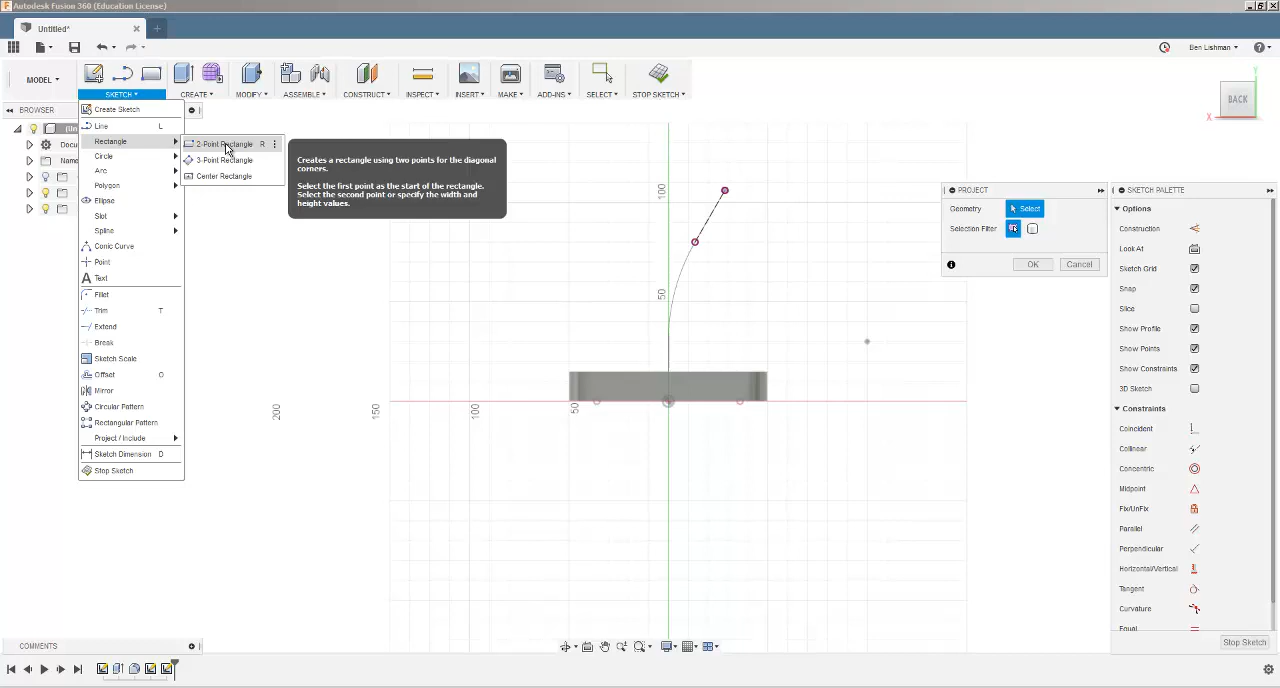 Autodesk Fusion 360 (Education License)
Untitled*
Ben Lishman
MODEL
SKETCH
CREATE
MODIFY
ASSEMBLE
CONSTRUCT
INSPECT
INSERT
MAKE
ADD-INS
SELECT
STOP SKETCH
BROWSER
Create Sketch
Line L
Rectangle
Circle
Arc
Polygon
Ellipse
Slot
Spline
Conic Curve
Point
Text
Fillet
Trim T
Extend
Break
Sketch Scale
Offset O
Mirror
Circular Pattern
Rectangular Pattern
Project / Include
Sketch Dimension D
Stop Sketch
Docu
Name
2-Point Rectangle R
3-Point Rectangle
Center Rectangle
Creates a rectangle using two points for the diagonal
corners.
Select the first point as the start of the rectangle.
Select the second point or specify the width and
height values.
100
50
200
150
100
50
BACK
X
Y
PROJECT
Geometry Select
Selection Filter
OK Cancel
SKETCH PALETTE
Options
Construction
Look At
Sketch Grid
Snap
Slice
Show Profile
Show Points
Show Constraints
3D Sketch
Constraints
Coincident
Collinear
Concentric
Midpoint
Fix/UnFix
Parallel
Perpendicular
Horizontal/Vertical
Tangent
Curvature
Equal
Stop Sketch
COMMENTS